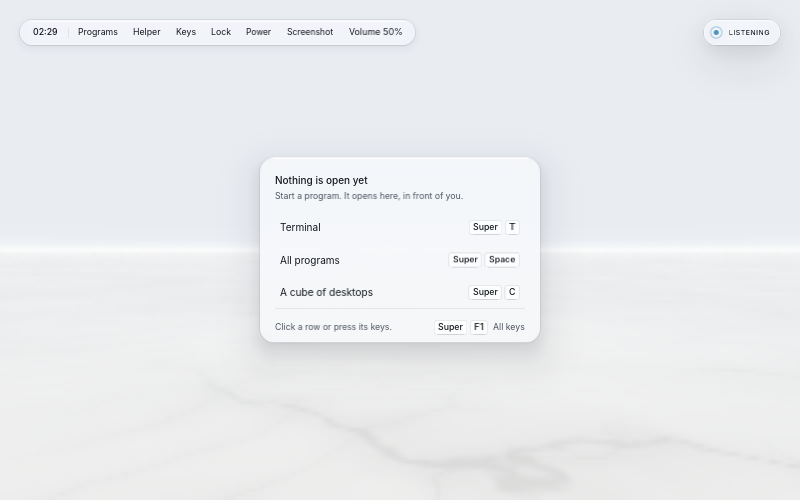 02:29 Programs Helper Keys Lock Power Screenshot Volume 50%
LISTENING
Nothing is open yet
Start a program. It opens here, in front of you.
Terminal Super T
All programs Super Space
A cube of desktops Super C
Click a row or press its keys. Super F1 All keys